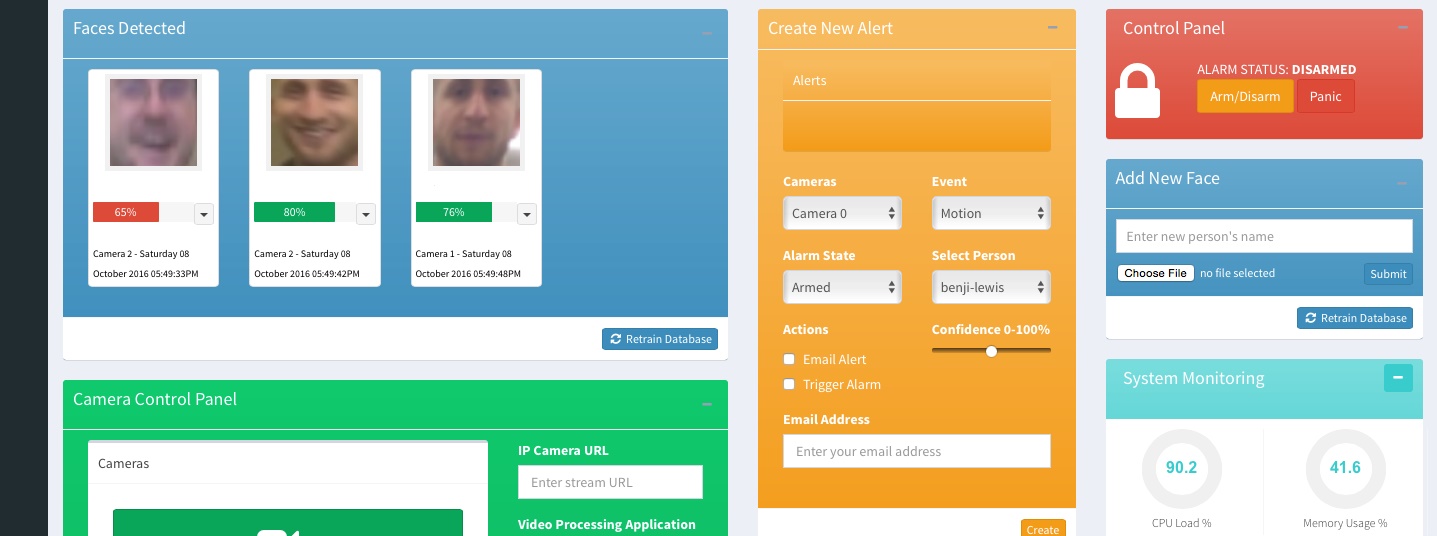 Faces Detected
65%
Camera 2 - Saturday 08
October 2016 05:49:33PM
80%
Camera 2 - Saturday 08
October 2016 05:49:42PM
76%
Camera 1 - Saturday 08
October 2016 05:49:48PM
Retrain Database
Camera Control Panel
Cameras
IP Camera URL
Enter stream URL
Video Processing Application
Create New Alert
Alerts
Cameras
Event
Camera 0
Motion
Alarm State
Select Person
Armed
benji-lewis
Actions
Confidence 0-100%
Email Alert
Trigger Alarm
Email Address
Enter your email address
Create
Control Panel
ALARM STATUS: DISARMED
Arm/Disarm
Panic
Add New Face
Enter new person's name
Choose File no file selected
Submit
Retrain Database
System Monitoring
90.2
41.6
CPU Load %
Memory Usage %